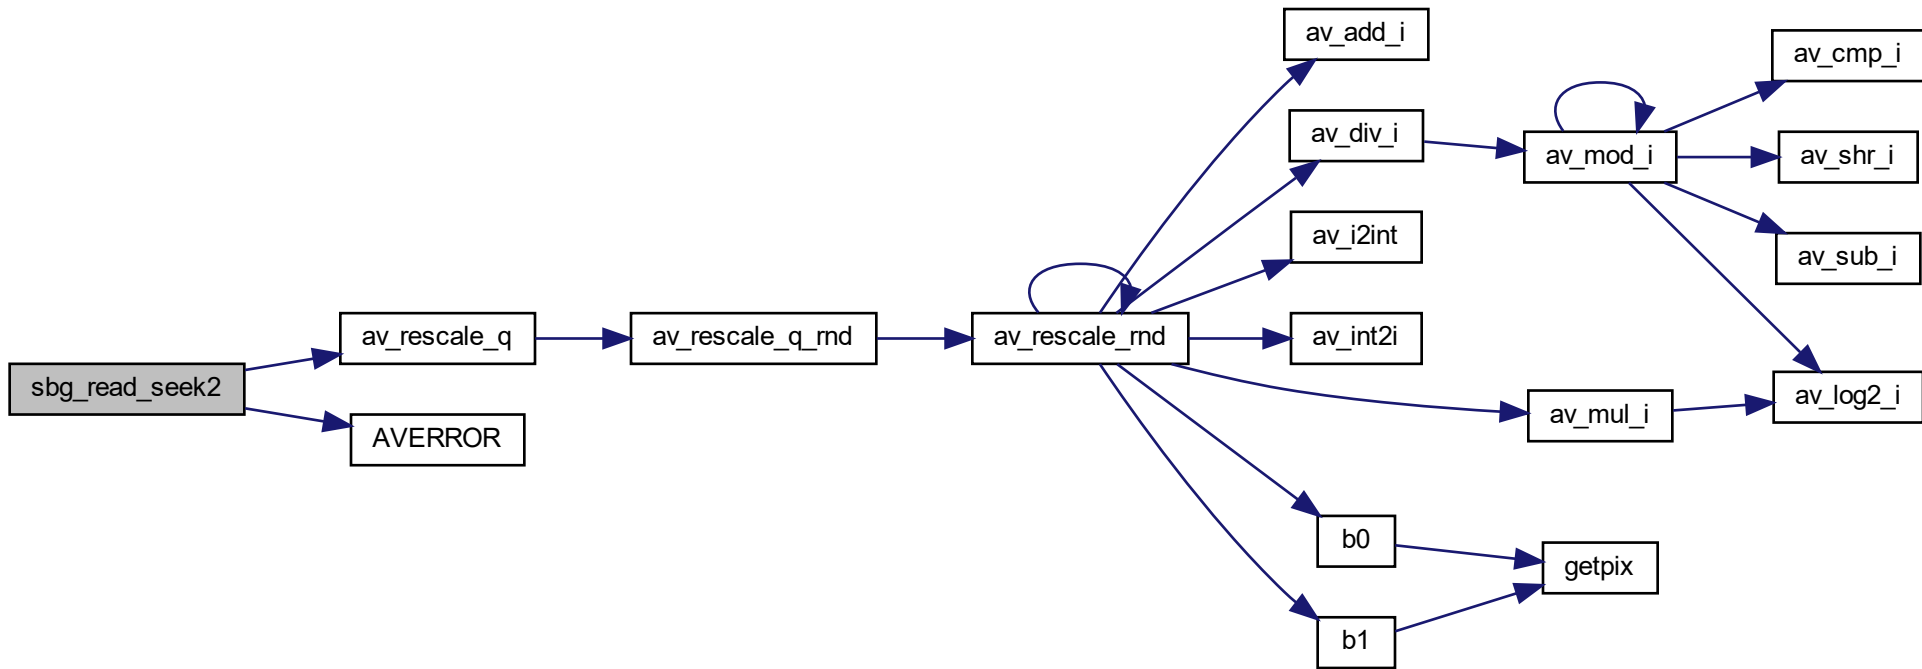 sbg_read_seek2
av_rescale_q
AVERROR
av_rescale_q_rnd
av_rescale_rnd
av_add_i
av_div_i
av_i2int
av_int2i
av_mul_i
b0
b1
av_mod_i
getpix
av_cmp_i
av_shr_i
av_sub_i
av_log2_i